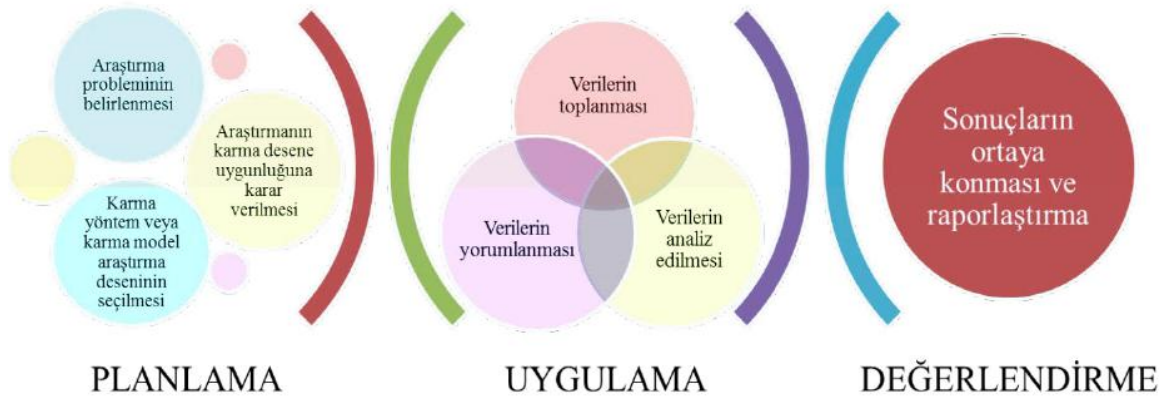 Araştırma
probleminin
belirlenmesi
Araştırmanın
karma desene
uygunluğuna
karar
verilmesi
Karma
yöntem veya
karma model
araştırma
deseninin
seçilmesi
PLANLAMA
Verilerin
toplanması
Verilerin
yorumlanması
Verilerin
analiz
edilmesi
UYGULAMA
Sonuçların
ortaya
konması ve
raporlaştırma
DEĞERLENDİRME